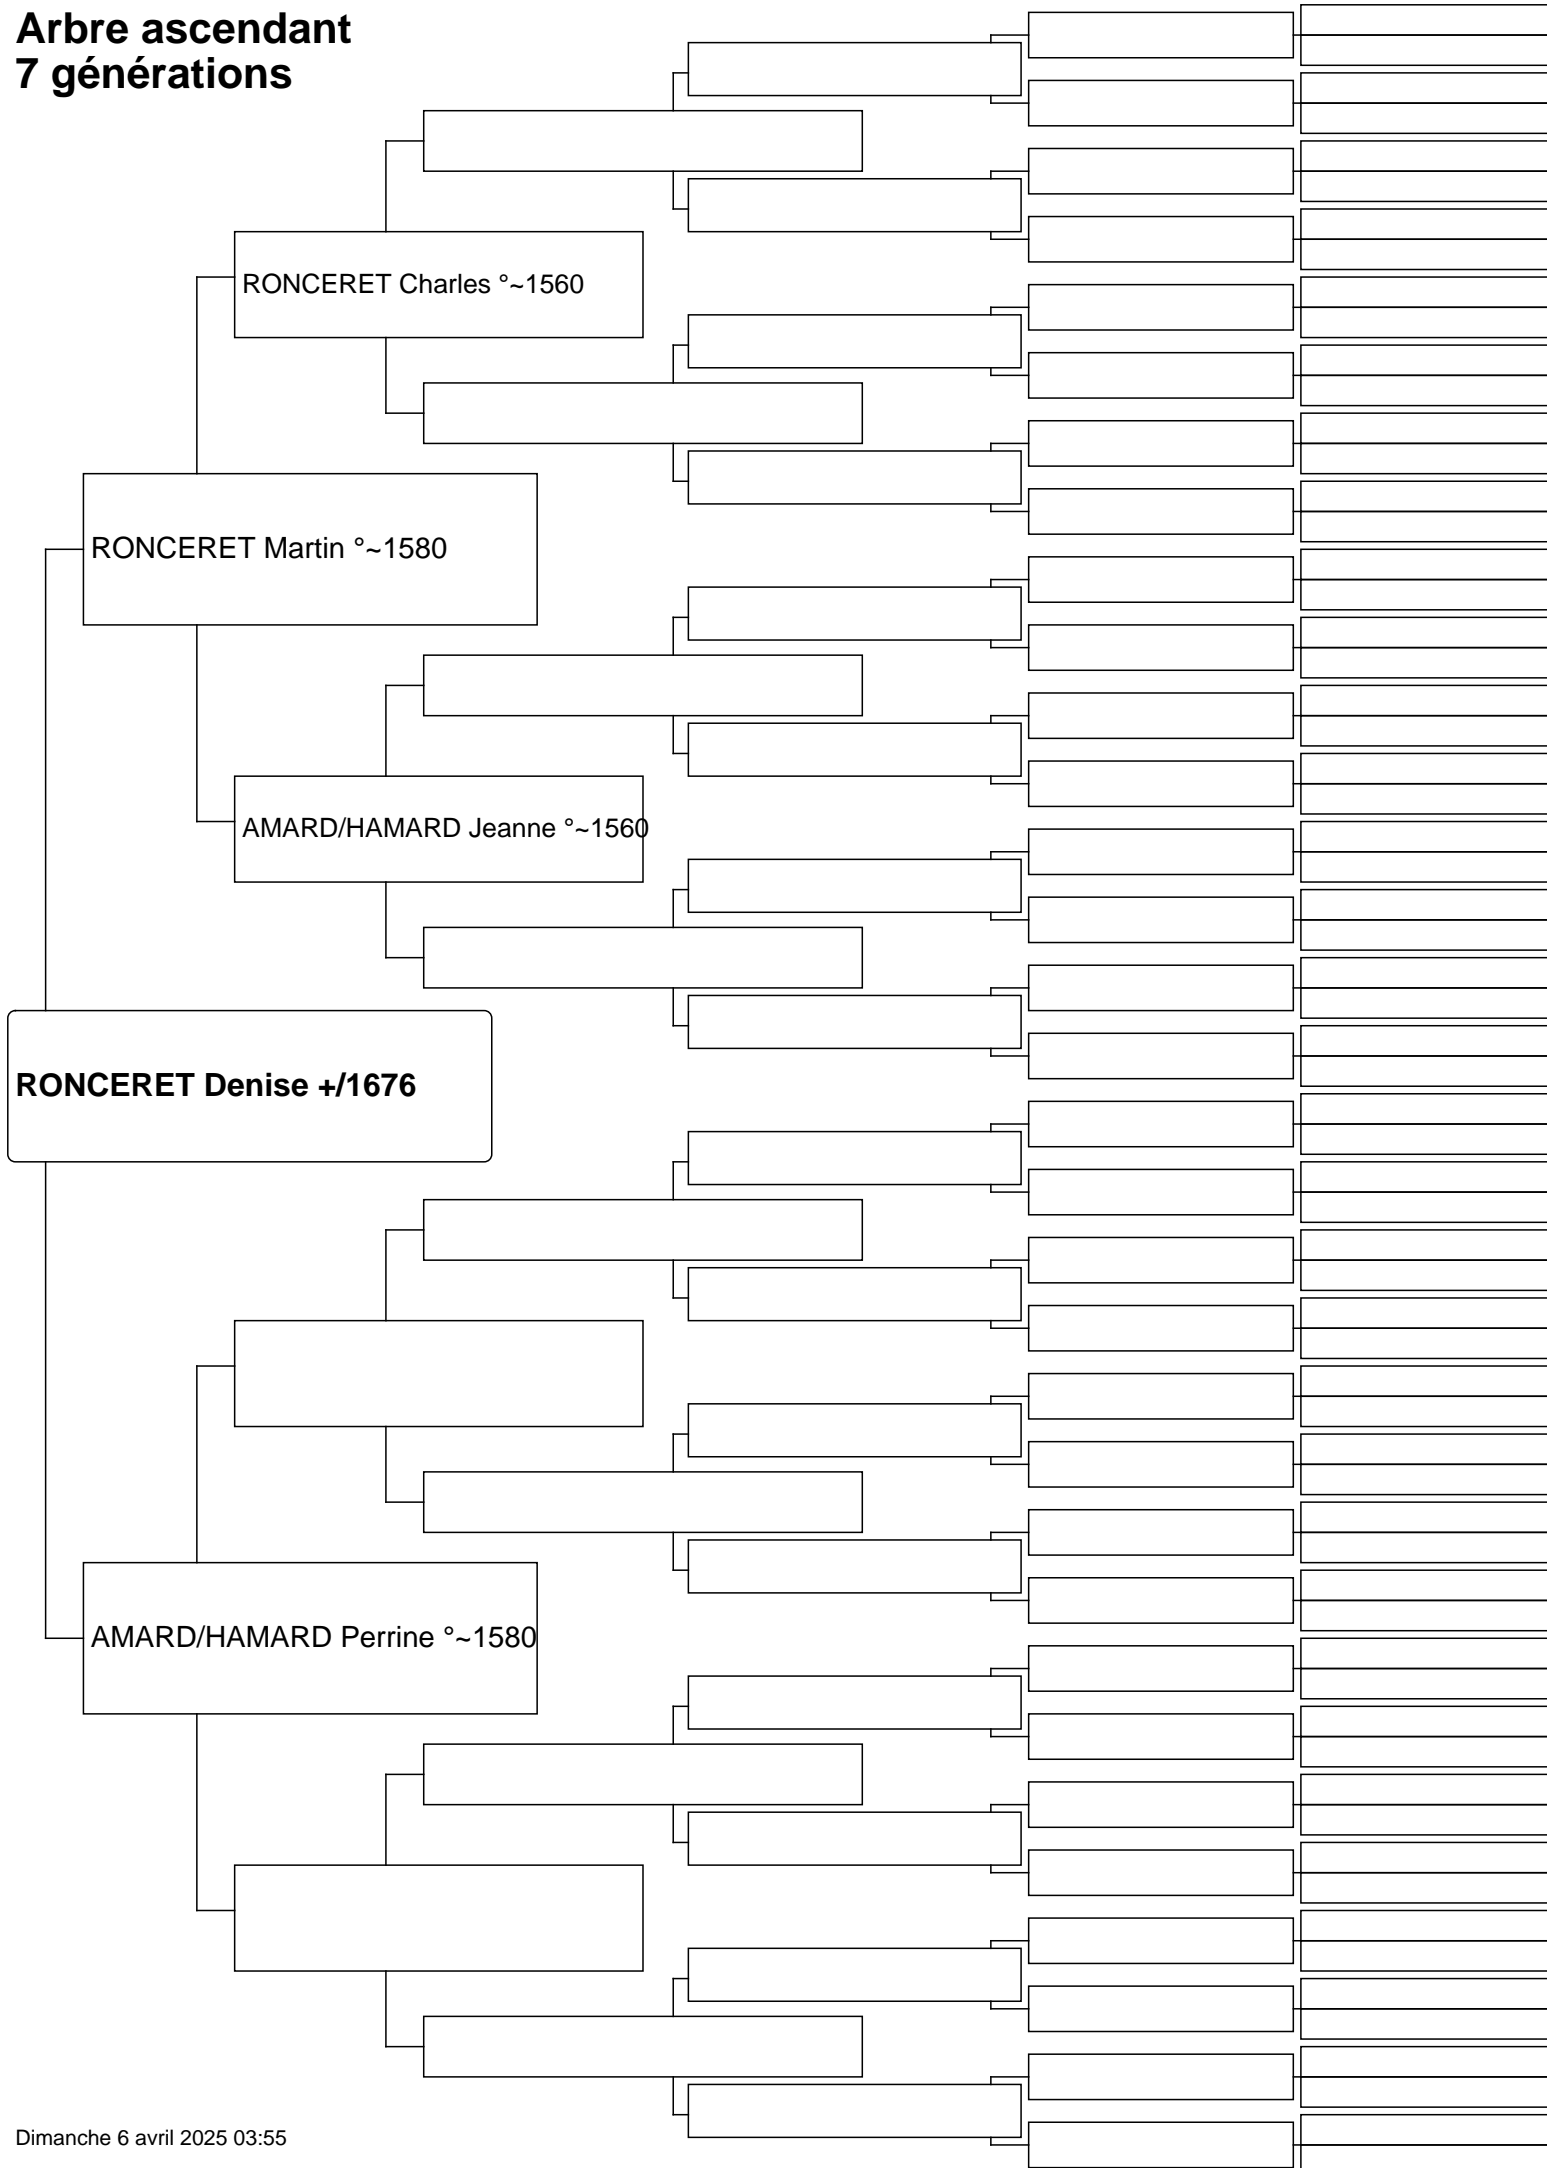 Arbre ascendant
7 générations
RONCERET Charles °~1560
RONCERET Martin °~1580
AMARD/HAMARD Jeanne °~1560
RONCERET Denise +/1676
AMARD/HAMARD Perrine °~1580
Dimanche 6 avril 2025 03:55